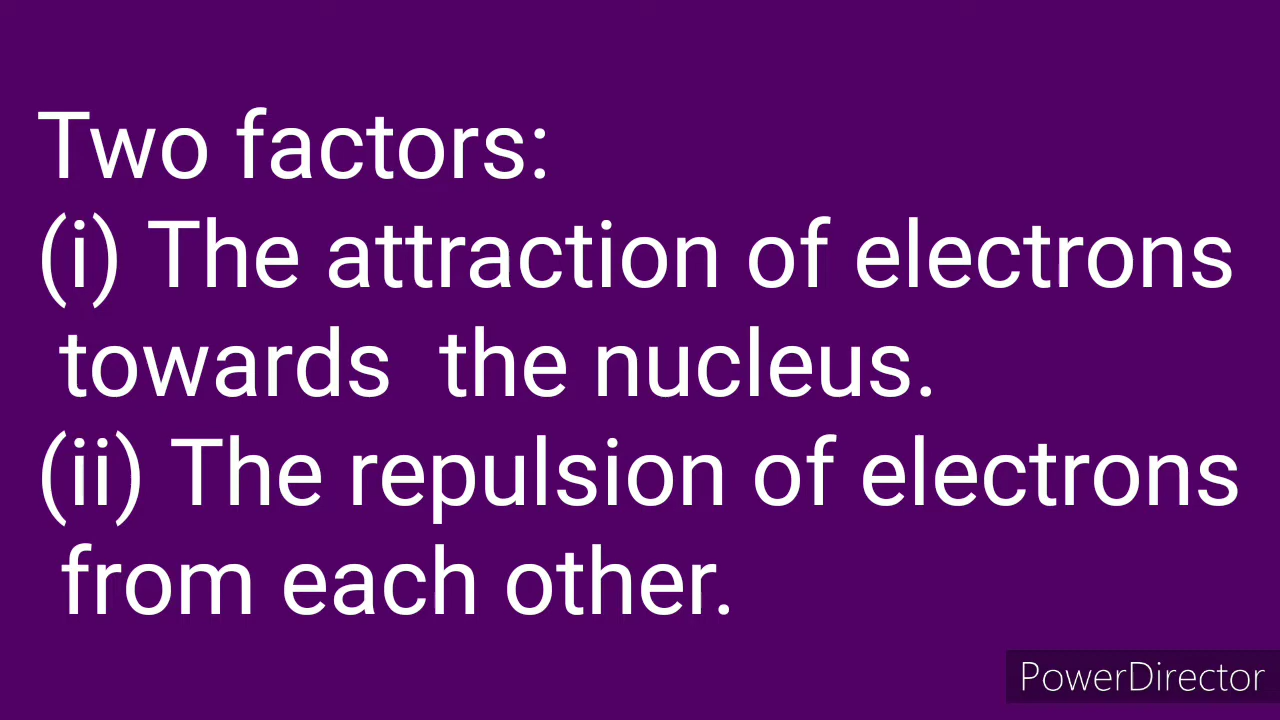 Two factors:
(i) The attraction of electrons
towards  the nucleus.
(ii) The repulsion of electrons
from each other.
PowerDirector